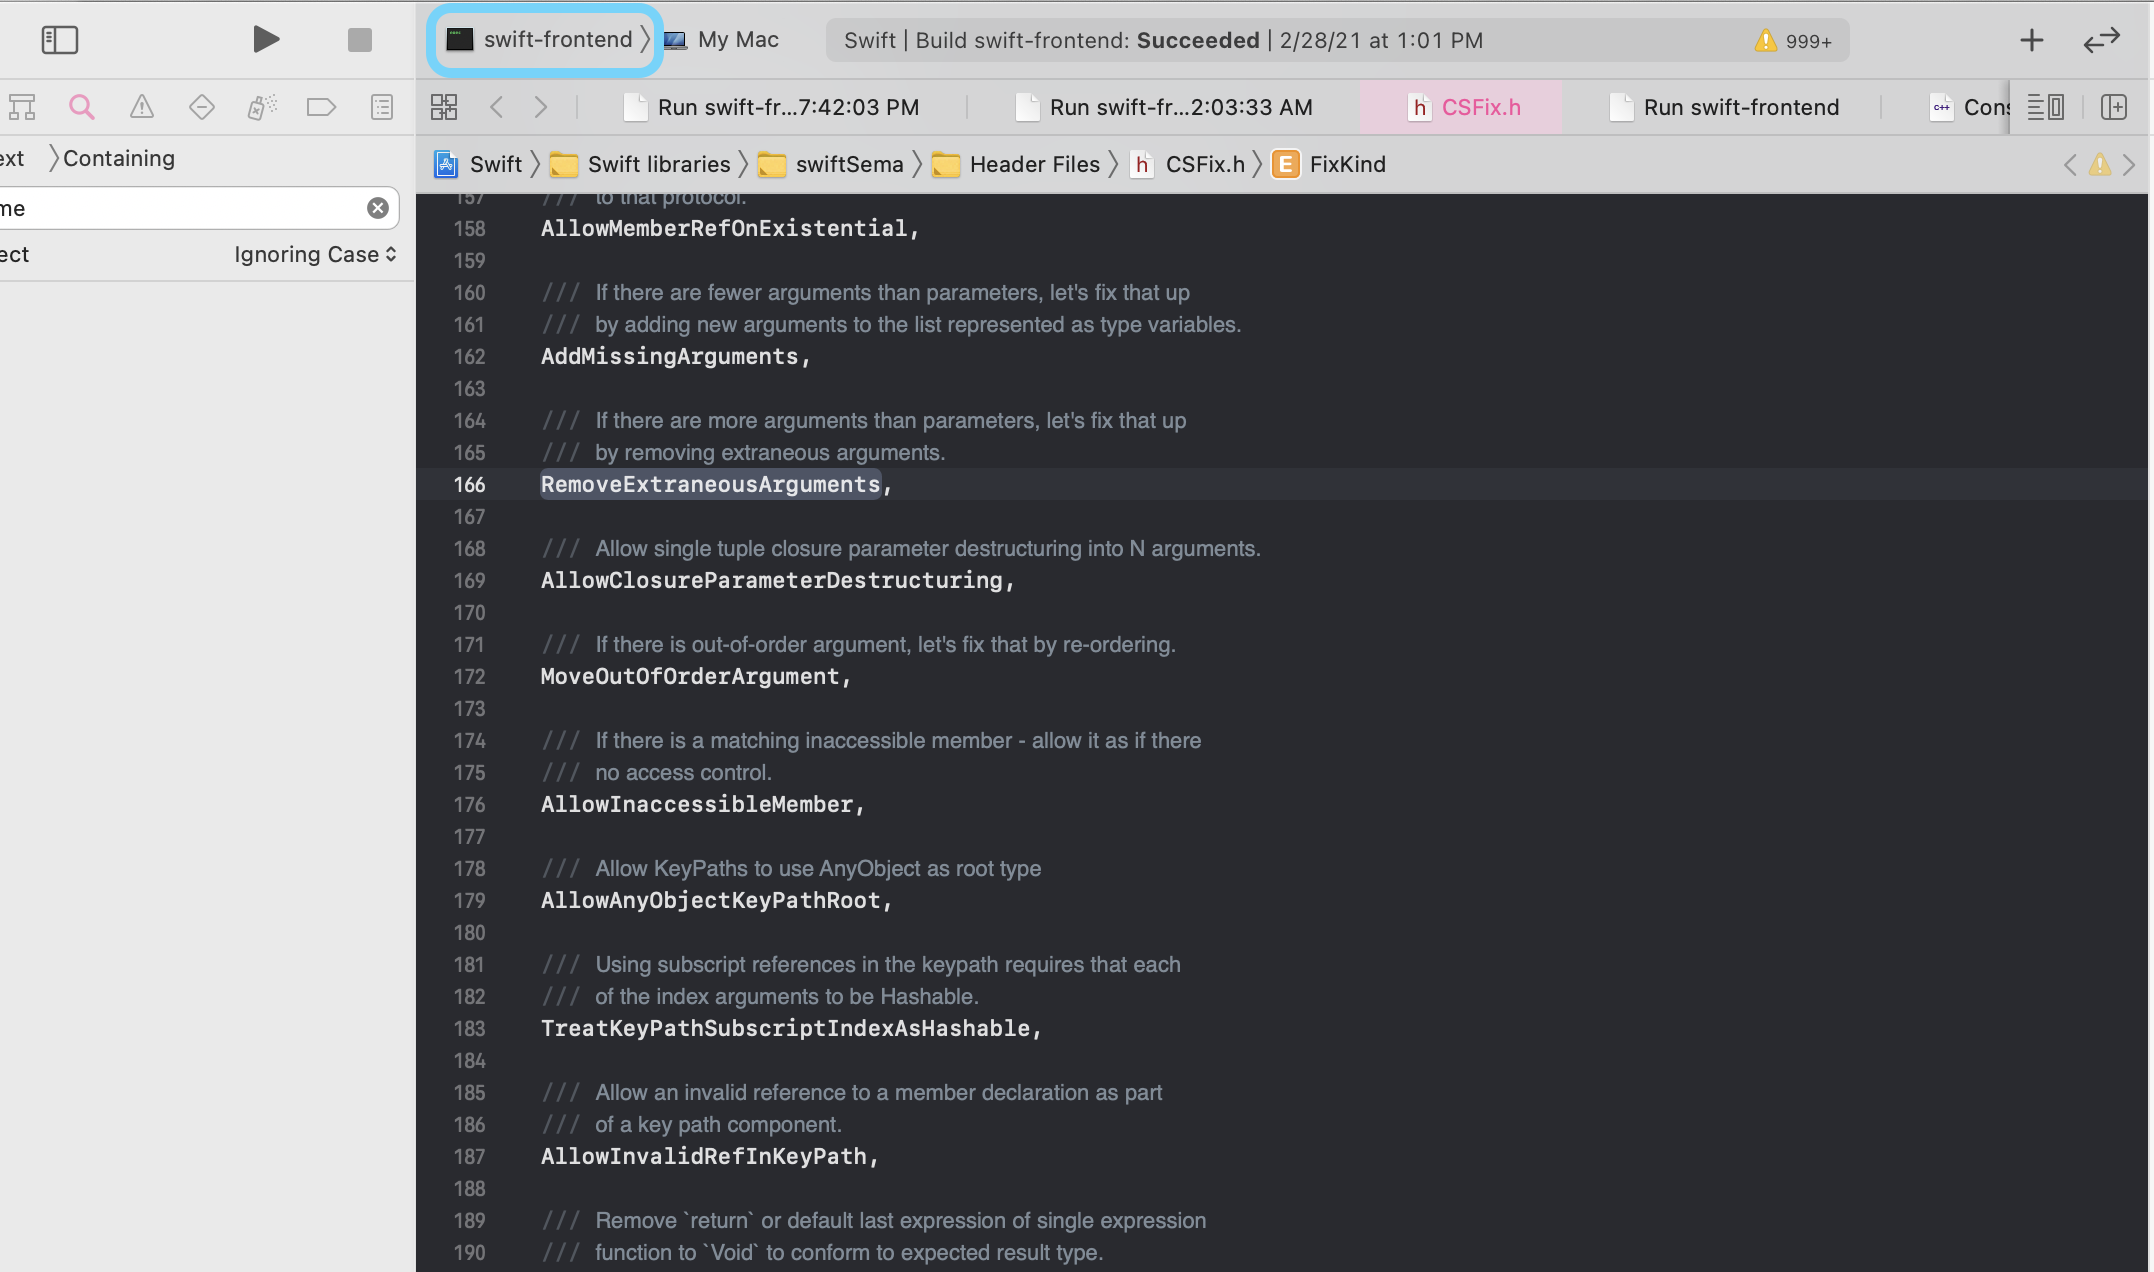 swift-frontend My Mac Swift | Build swift-frontend: Succeeded | 2/28/21 at 1:01 PM 999+
Run swift-fr...7:42:03 PM Run swift-fr...2:03:33 AM h CSFix.h Run swift-frontend C++ Cons
ext Containing
Swift Swift libraries swiftSema Header Files h CSFix.h E FixKind
me
ect Ignoring Case
157 /// to that protocol.
158 AllowMemberRefOnExistential,
159
160 /// If there are fewer arguments than parameters, let's fix that up
161 /// by adding new arguments to the list represented as type variables.
162 AddMissingArguments,
163
164 /// If there are more arguments than parameters, let's fix that up
165 /// by removing extraneous arguments.
166 RemoveExtraneousArguments,
167
168 /// Allow single tuple closure parameter destructuring into N arguments.
169 AllowClosureParameterDestructuring,
170
171 /// If there is out-of-order argument, let's fix that by re-ordering.
172 MoveOutOfOrderArgument,
173
174 /// If there is a matching inaccessible member - allow it as if there
175 /// no access control.
176 AllowInaccessibleMember,
177
178 /// Allow KeyPaths to use AnyObject as root type
179 AllowAnyObjectKeyPathRoot,
180
181 /// Using subscript references in the keypath requires that each
182 /// of the index arguments to be Hashable.
183 TreatKeyPathSubscriptIndexAsHashable,
184
185 /// Allow an invalid reference to a member declaration as part
186 /// of a key path component.
187 AllowInvalidRefInKeyPath,
188
189 /// Remove `return` or default last expression of single expression
190 /// function to `Void` to conform to expected result type.